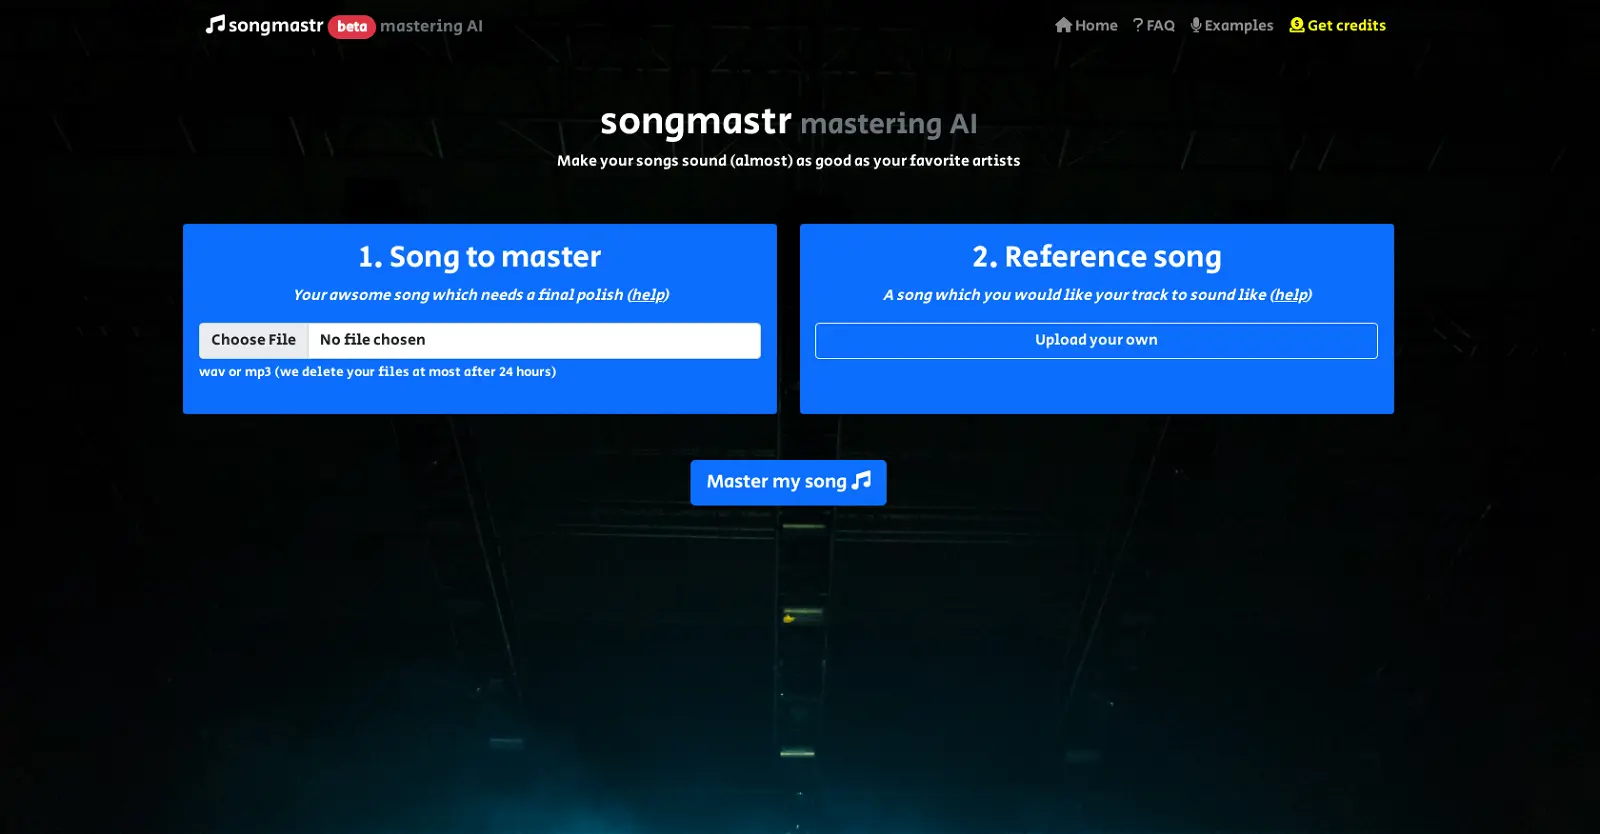 songmastr beta mastering AI
Home ? FAQ Examples Get credits
songmastr mastering AI
Make your songs sound (almost) as good as your favorite artists
1. Song to master
Your awsome song which needs a final polish (help)
Choose File No file chosen
wav or mp3 (we delete your files at most after 24 hours)
2. Reference song
A song which you would like your track to sound like (help)
Upload your own
Master my song